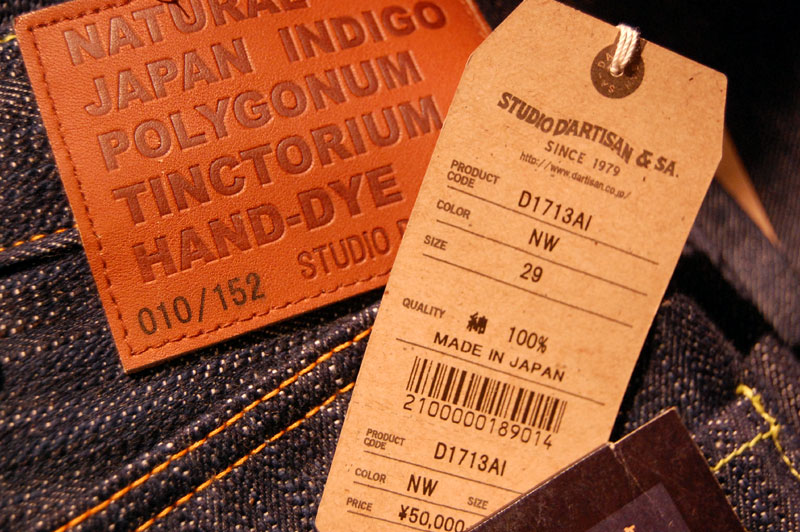 NATURAL
JAPAN INDIGO
POLYGONUM
TINCTORIUM
HAND-DYE
STUDIO
010/152
STUDIO D'ARTISAN & SA.
SINCE 1979
http://www.dartisan.co.jp/
PRODUCT CODE D1713AI
COLOR NW
SIZE 29
QUALITY 綿 100%
MADE IN JAPAN
2100000189014
PRODUCT CODE D1713AI
COLOR NW SIZE
PRICE ¥50,000